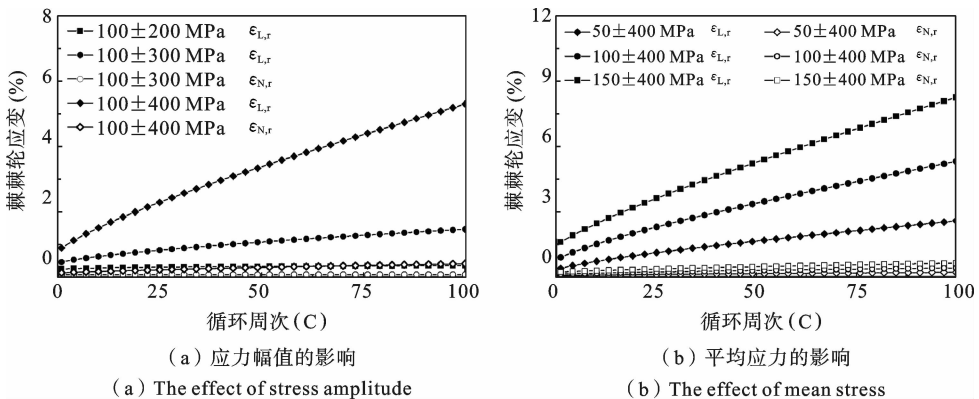 8
6
4
2
0
棘棘轮应变(%)
100±200 MPa εL,r
100±300 MPa εL,r
100±300 MPa εN,r
100±400 MPa εL,r
100±400 MPa εN,r
0 25 50 75 100
循环周次(C)
(a)应力幅值的影响
(a) The effect of stress amplitude
12
9
6
3
0
棘棘轮应变(%)
50±400 MPa εL,r 50±400 MPa εN,r
100±400 MPa εL,r 100±400 MPa εN,r
150±400 MPa εL,r 150±400 MPa εN,r
0 25 50 75 100
循环周次(C)
(b)平均应力的影响
(b) The effect of mean stress